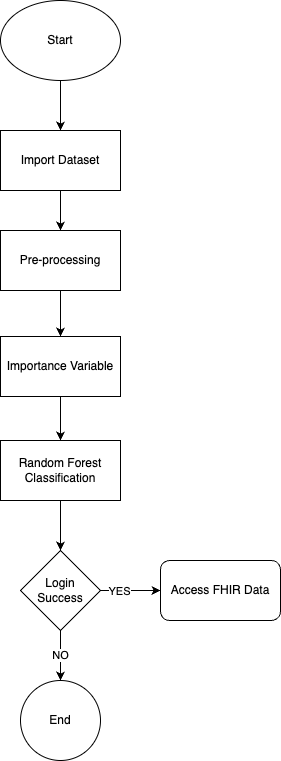 Start
Import Dataset
Pre-processing
Importance Variable
Random Forest
Classification
Login
Success
YES
Access FHIR Data
NO
End